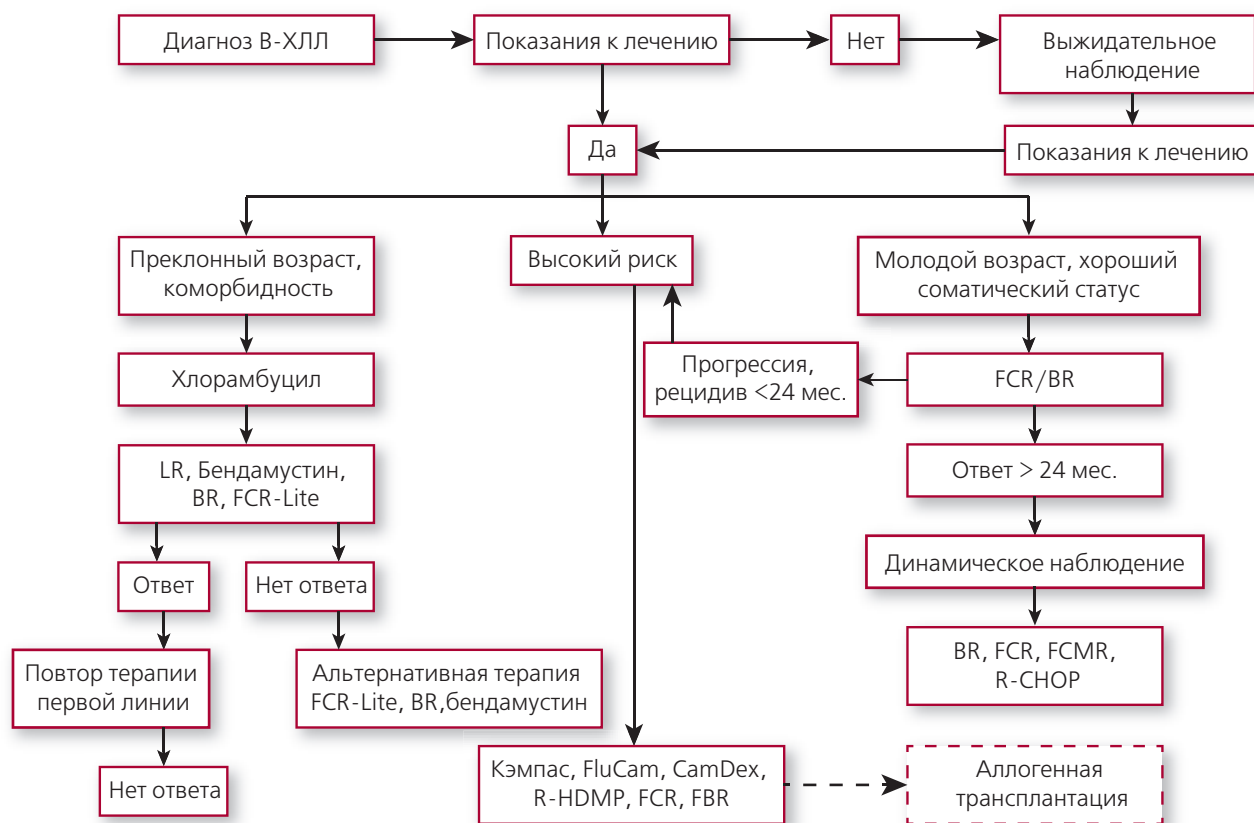 Диагноз В-ХЛЛ
Показания к лечению
Нет
Выжидательное
наблюдение
Да
Показания к лечению
Преклонный возраст,
коморбидность
Высокий риск
Молодой возраст, хороший
соматический статус
Хлорамбуцил
Прогрессия,
рецидив <24 мес.
FCR/BR
LR, Бендамустин,
BR, FCR-Lite
Ответ > 24 мес.
Ответ
Нет ответа
Динамическое наблюдение
Повтор терапии
первой линии
Альтернативная терапия
FCR-Lite, BR,бендамустин
BR, FCR, FCMR,
R-CHOP
Нет ответа
Кэмпас, FluCam, CamDex,
R-HDMP, FCR, FBR
Аллогенная
трансплантация